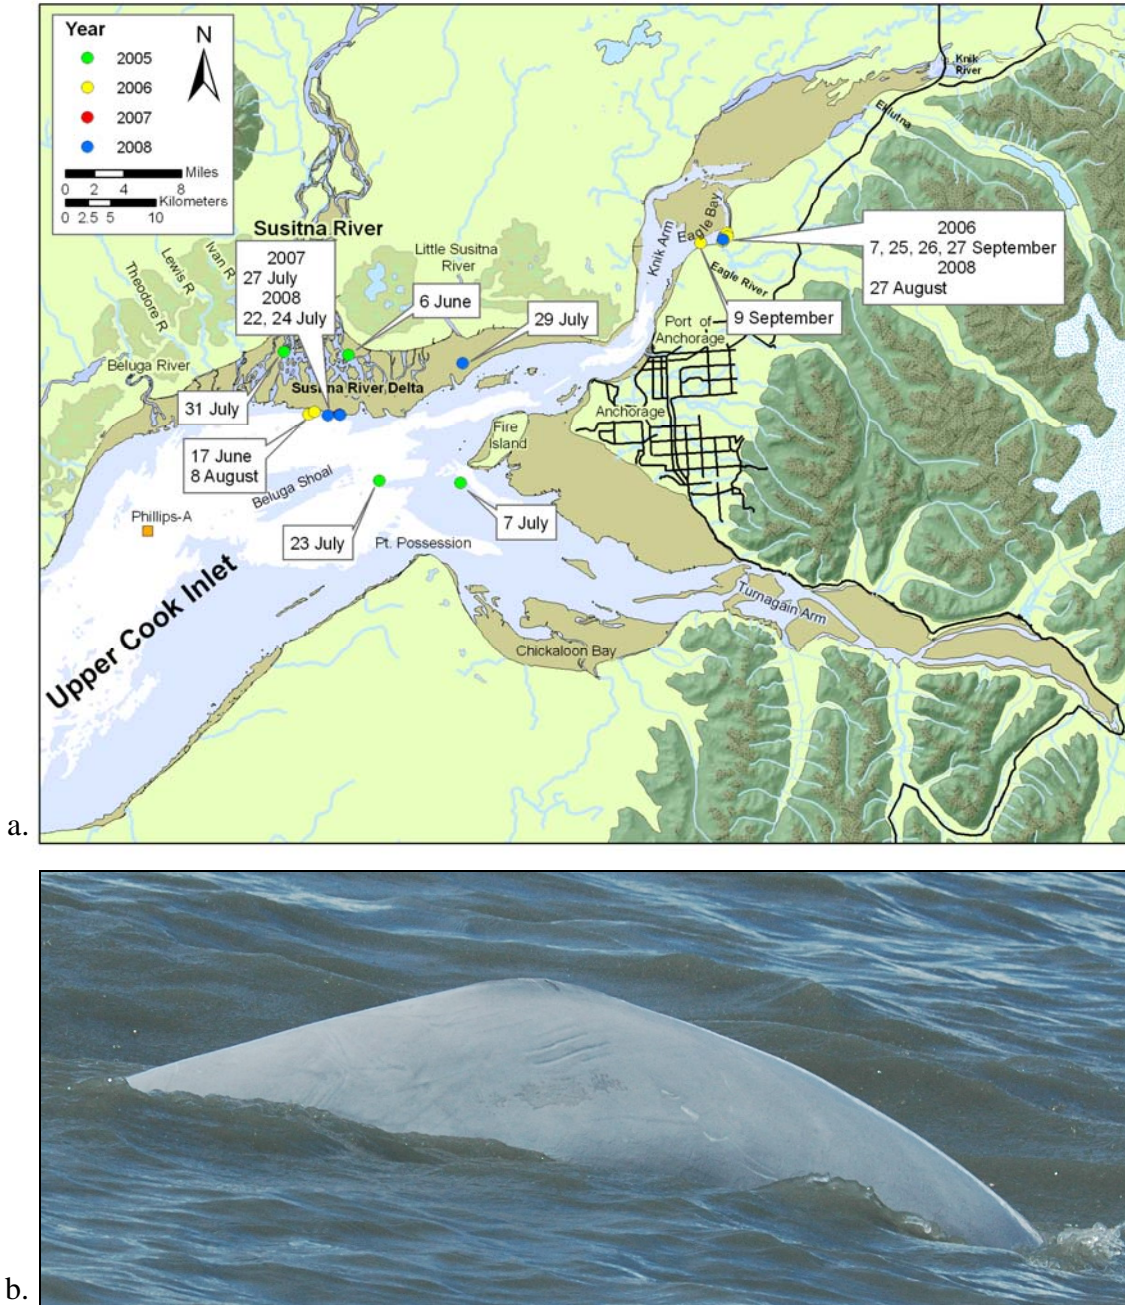 Year
N
2005
2006
2007
2008
Miles
0 2 4 8
Kilometers
0 2.5 5 10
Knik
River
Eklutna
Susitna River
2007
27 July
2008
22, 24 July
Little Susitna
River
Ivan R
Lewis R
Theodore R
Beluga River
6 June
29 July
Knik Arm
Eagle Bay
Eagle River
2006
7, 25, 26, 27 September
2008
27 August
9 September
Port of
Anchorage
Anchorage
31 July
Susitna River Delta
17 June
8 August
Fire
Island
Beluga Shoal
Phillips-A
23 July
7 July
Pt. Possession
Upper Cook Inlet
Turnagain Arm
Chickaloon Bay
a.
b.